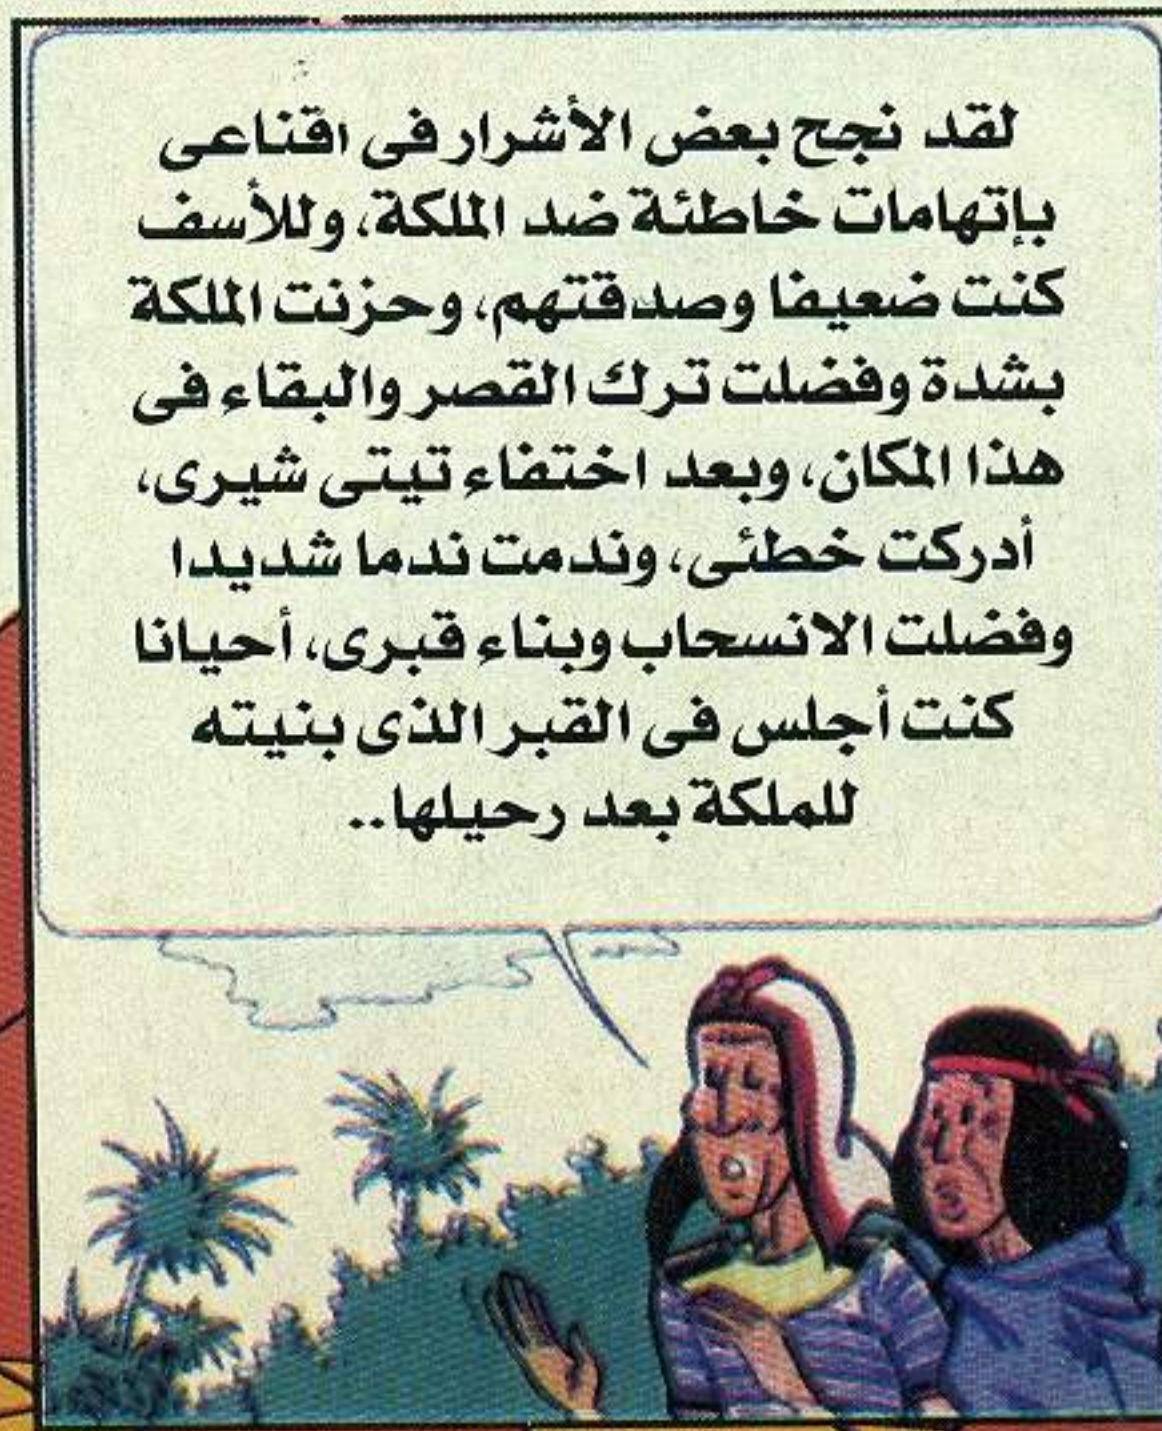 لقد نجح بعض الأشرار فى اقناعى
بإتهامات خاطئة ضد الملكة، وللأسف
كنت ضعيفا وصدقتهم، وحزنت الملكة
بشدة وفضلت ترك القصر والبقاء فى
هذا المكان، وبعد اختفاء تيتى شيرى،
أدركت خطئى، وندمت ندما شديدا
وفضلت الانسحاب وبناء قبرى، أحيانا
كنت أجلس فى القبر الذى بنيته
للملكة بعد رحيلها..